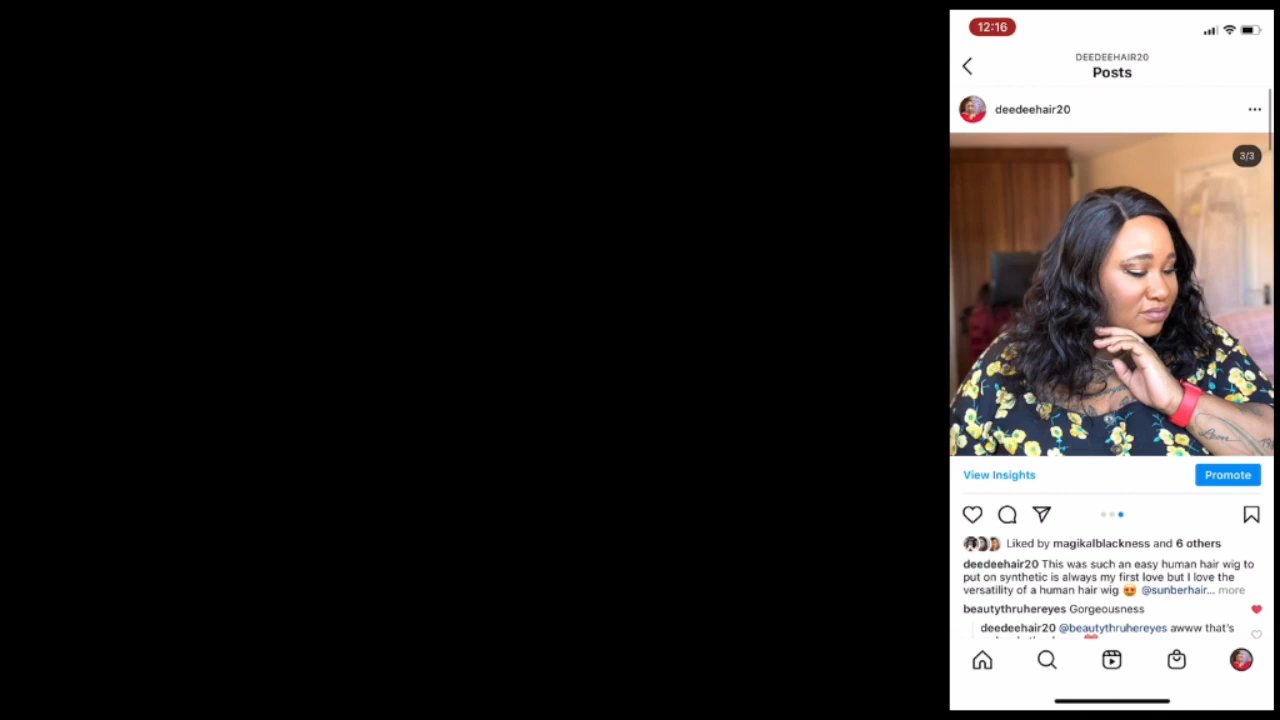 12:16
DEEDEEHAIR20
Posts
deedeehair20
3/3
View Insights
Promote
Liked by magikalblackness and 6 others
deedeehair20 This was such an easy human hair wig to
put on synthetic is always my first love but I love the
versatility of a human hair wig 😍 @sunberhair... more
beautythruhereyes Gorgeousness
deedeehair20 @beautythruhereyes awww that's